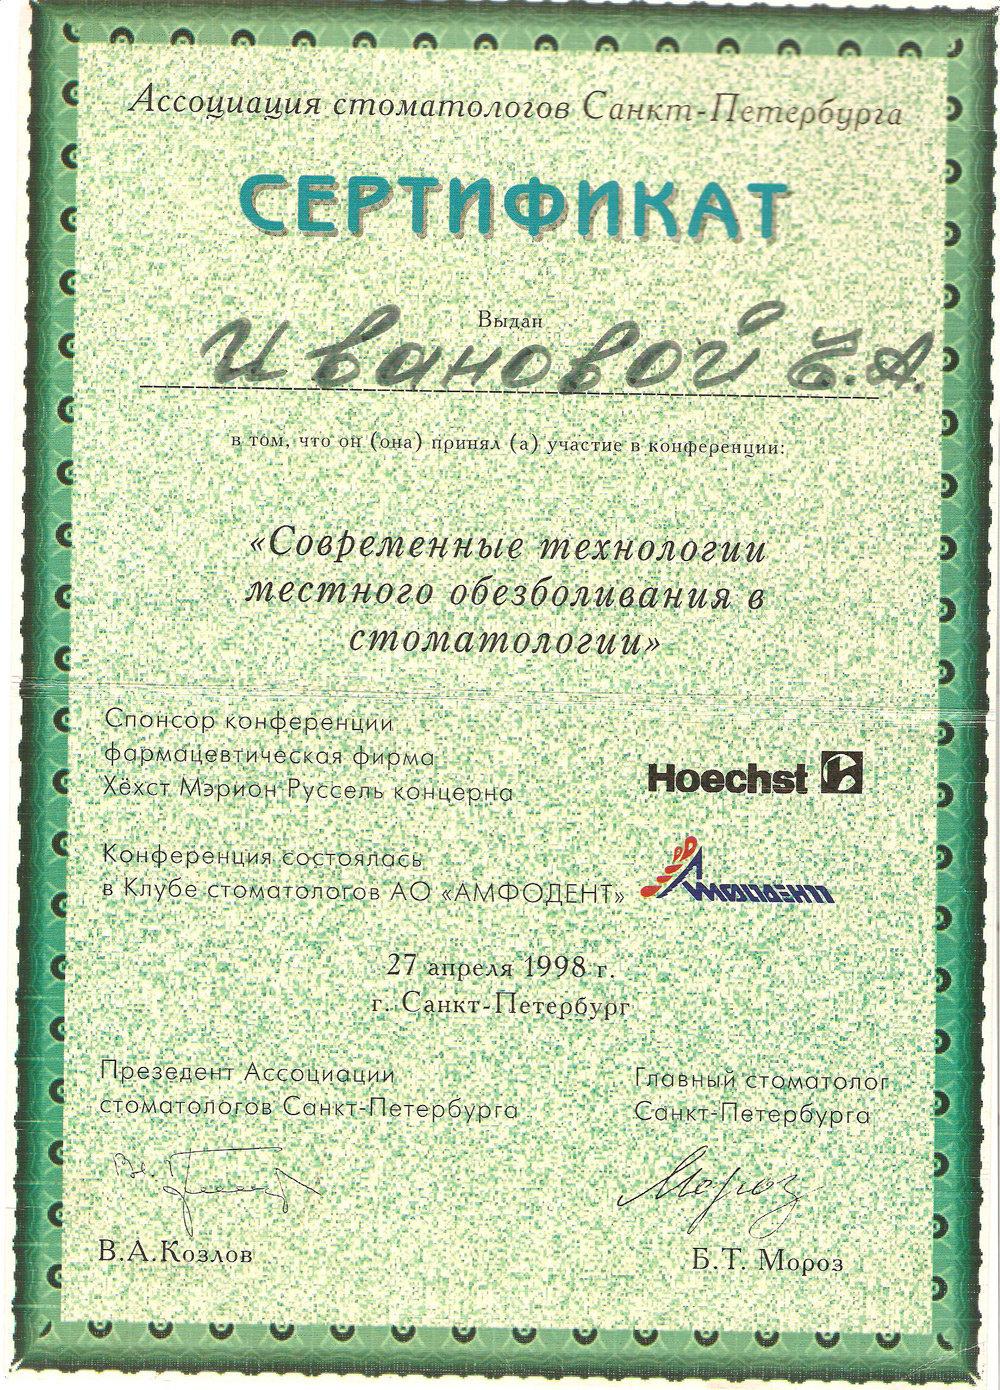 Ассоциация стоматологов Санкт-Петербурга
СЕРТИФИКАТ
Выдан
Ивановой Е.А.
в том, что он (она) принял (а) участие в конференции:
«Современные технологии
местного обезболивания в
стоматологии»
Спонсор конференции
фармацевтическая фирма
Хёхст Мэрион Руссель концерна
Hoechst
Конференция состоялась
в Клубе стоматологов АО «АМФОДЕНТ»
Амфодент
27 апреля 1998 г.
г. Санкт-Петербург
Презедент Ассоциации
стоматологов Санкт-Петербурга
Главный стоматолог
Санкт-Петербурга
Мороз
В.А.Козлов
Б.Т. Мороз